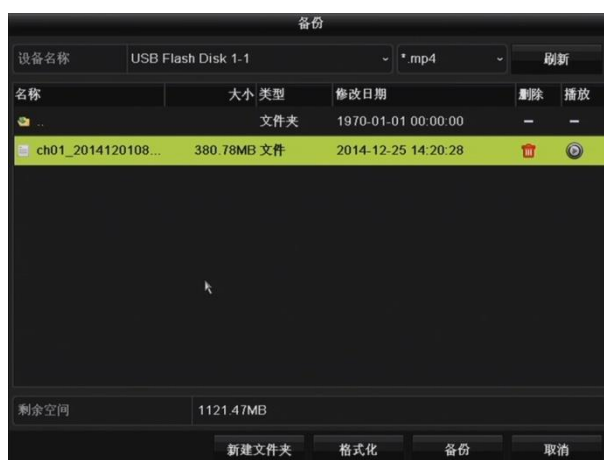 备份
设备名称 USB Flash Disk 1-1 *.mp4 刷新
名称 大小 类型 修改日期 删除 播放
.. 文件夹 1970-01-01 00:00:00 – –
ch01_2014120108... 380.78MB 文件 2014-12-25 14:20:28
剩余空间 1121.47MB
新建文件夹 格式化 备份 取消